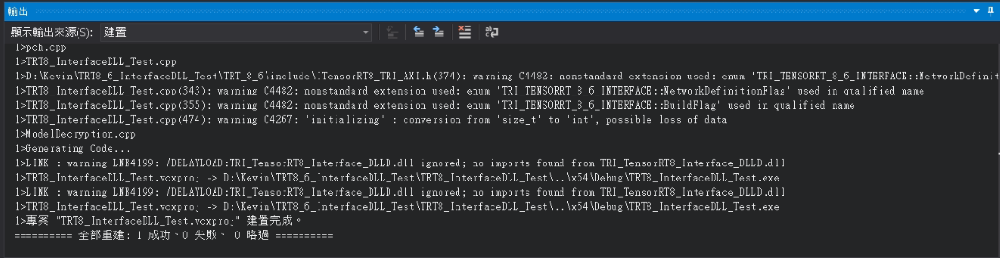 輸出
顯示輸出來源(S): 建置
1>pch.cpp
1>TRT8_InterfaceDLL_Test.cpp
1>D:\Kevin\TRT8_6_InterfaceDLL_Test\TRT_8_6\include\ITensorRT8_TRI_AXI.h(374): warning C4482: nonstandard extension used: enum 'TRI_TENSORRT_8_6_INTERFACE::NetworkDefinit
1>TRT8_InterfaceDLL_Test.cpp(343): warning C4482: nonstandard extension used: enum 'TRI_TENSORRT_8_6_INTERFACE::NetworkDefinitionFlag' used in qualified name
1>TRT8_InterfaceDLL_Test.cpp(355): warning C4482: nonstandard extension used: enum 'TRI_TENSORRT_8_6_INTERFACE::BuildFlag' used in qualified name
1>TRT8_InterfaceDLL_Test.cpp(474): warning C4267: 'initializing' : conversion from 'size_t' to 'int', possible loss of data
1>ModelDecryption.cpp
1>Generating Code...
1>LINK : warning LNK4199: /DELAYLOAD:TRI_TensorRT8_Interface_DLLD.dll ignored; no imports found from TRI_TensorRT8_Interface_DLLD.dll
1>TRT8_InterfaceDLL_Test.vcxproj -> D:\Kevin\TRT8_6_InterfaceDLL_Test\TRT8_InterfaceDLL_Test\..\x64\Debug\TRT8_InterfaceDLL_Test.exe
1>LINK : warning LNK4199: /DELAYLOAD:TRI_TensorRT8_Interface_DLLD.dll ignored; no imports found from TRI_TensorRT8_Interface_DLLD.dll
1>TRT8_InterfaceDLL_Test.vcxproj -> D:\Kevin\TRT8_6_InterfaceDLL_Test\TRT8_InterfaceDLL_Test\..\x64\Debug\TRT8_InterfaceDLL_Test.exe
1>專案 "TRT8_InterfaceDLL_Test.vcxproj" 建置完成。
========== 全部重建: 1 成功、0 失敗、 0 略過 ==========